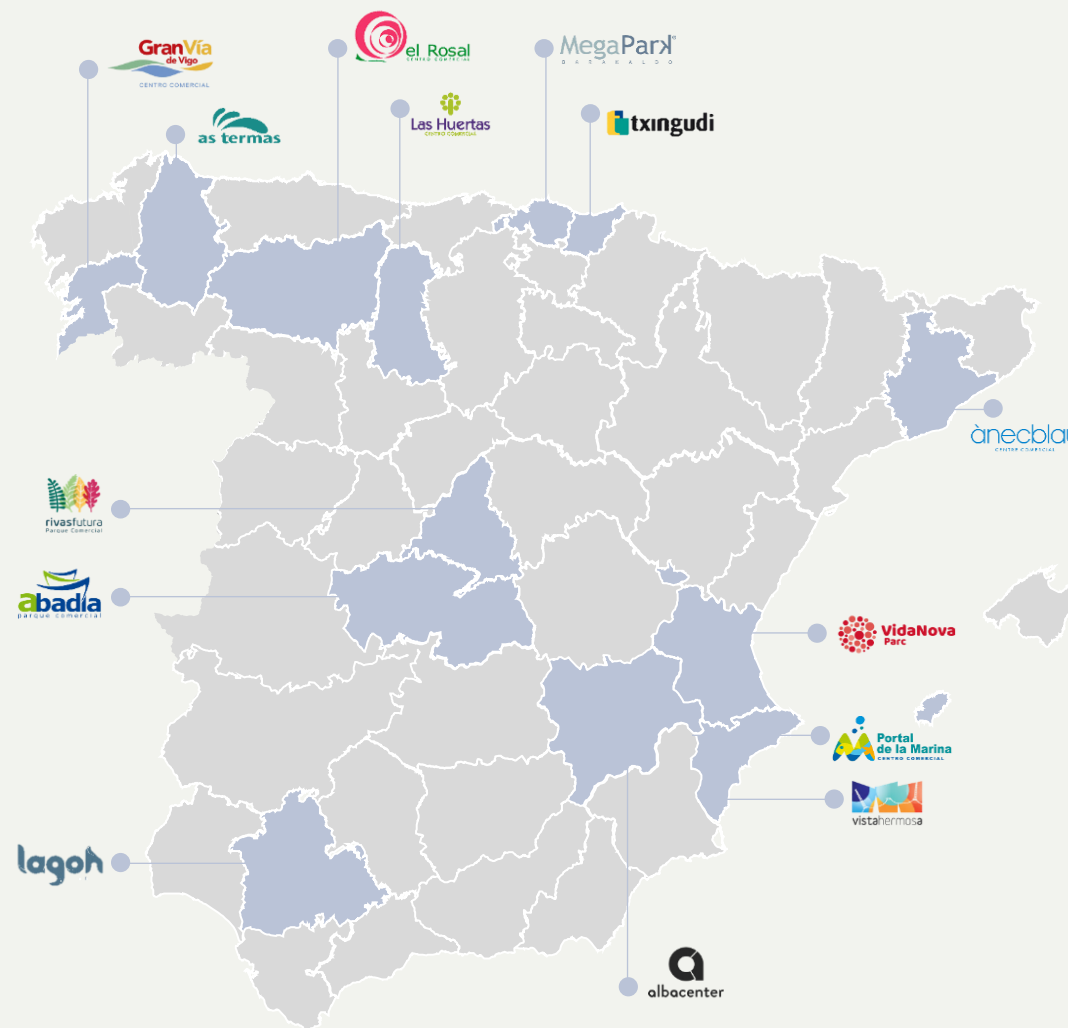 GranVía
de Vigo
CENTRO COMERCIAL
el Rosal
CENTRO COMERCIAL
MegaPark
BARAKALDO
as termas
Las Huertas
CENTRO COMERCIAL
txingudi
ànecblau
CENTRE COMERCIAL
rivasfutura
Parque Comercial
abadía
parque comercial
VidaNova
Parc
Portal
de la Marina
CENTRO COMERCIAL
vistahermosa
lagoh
albacenter